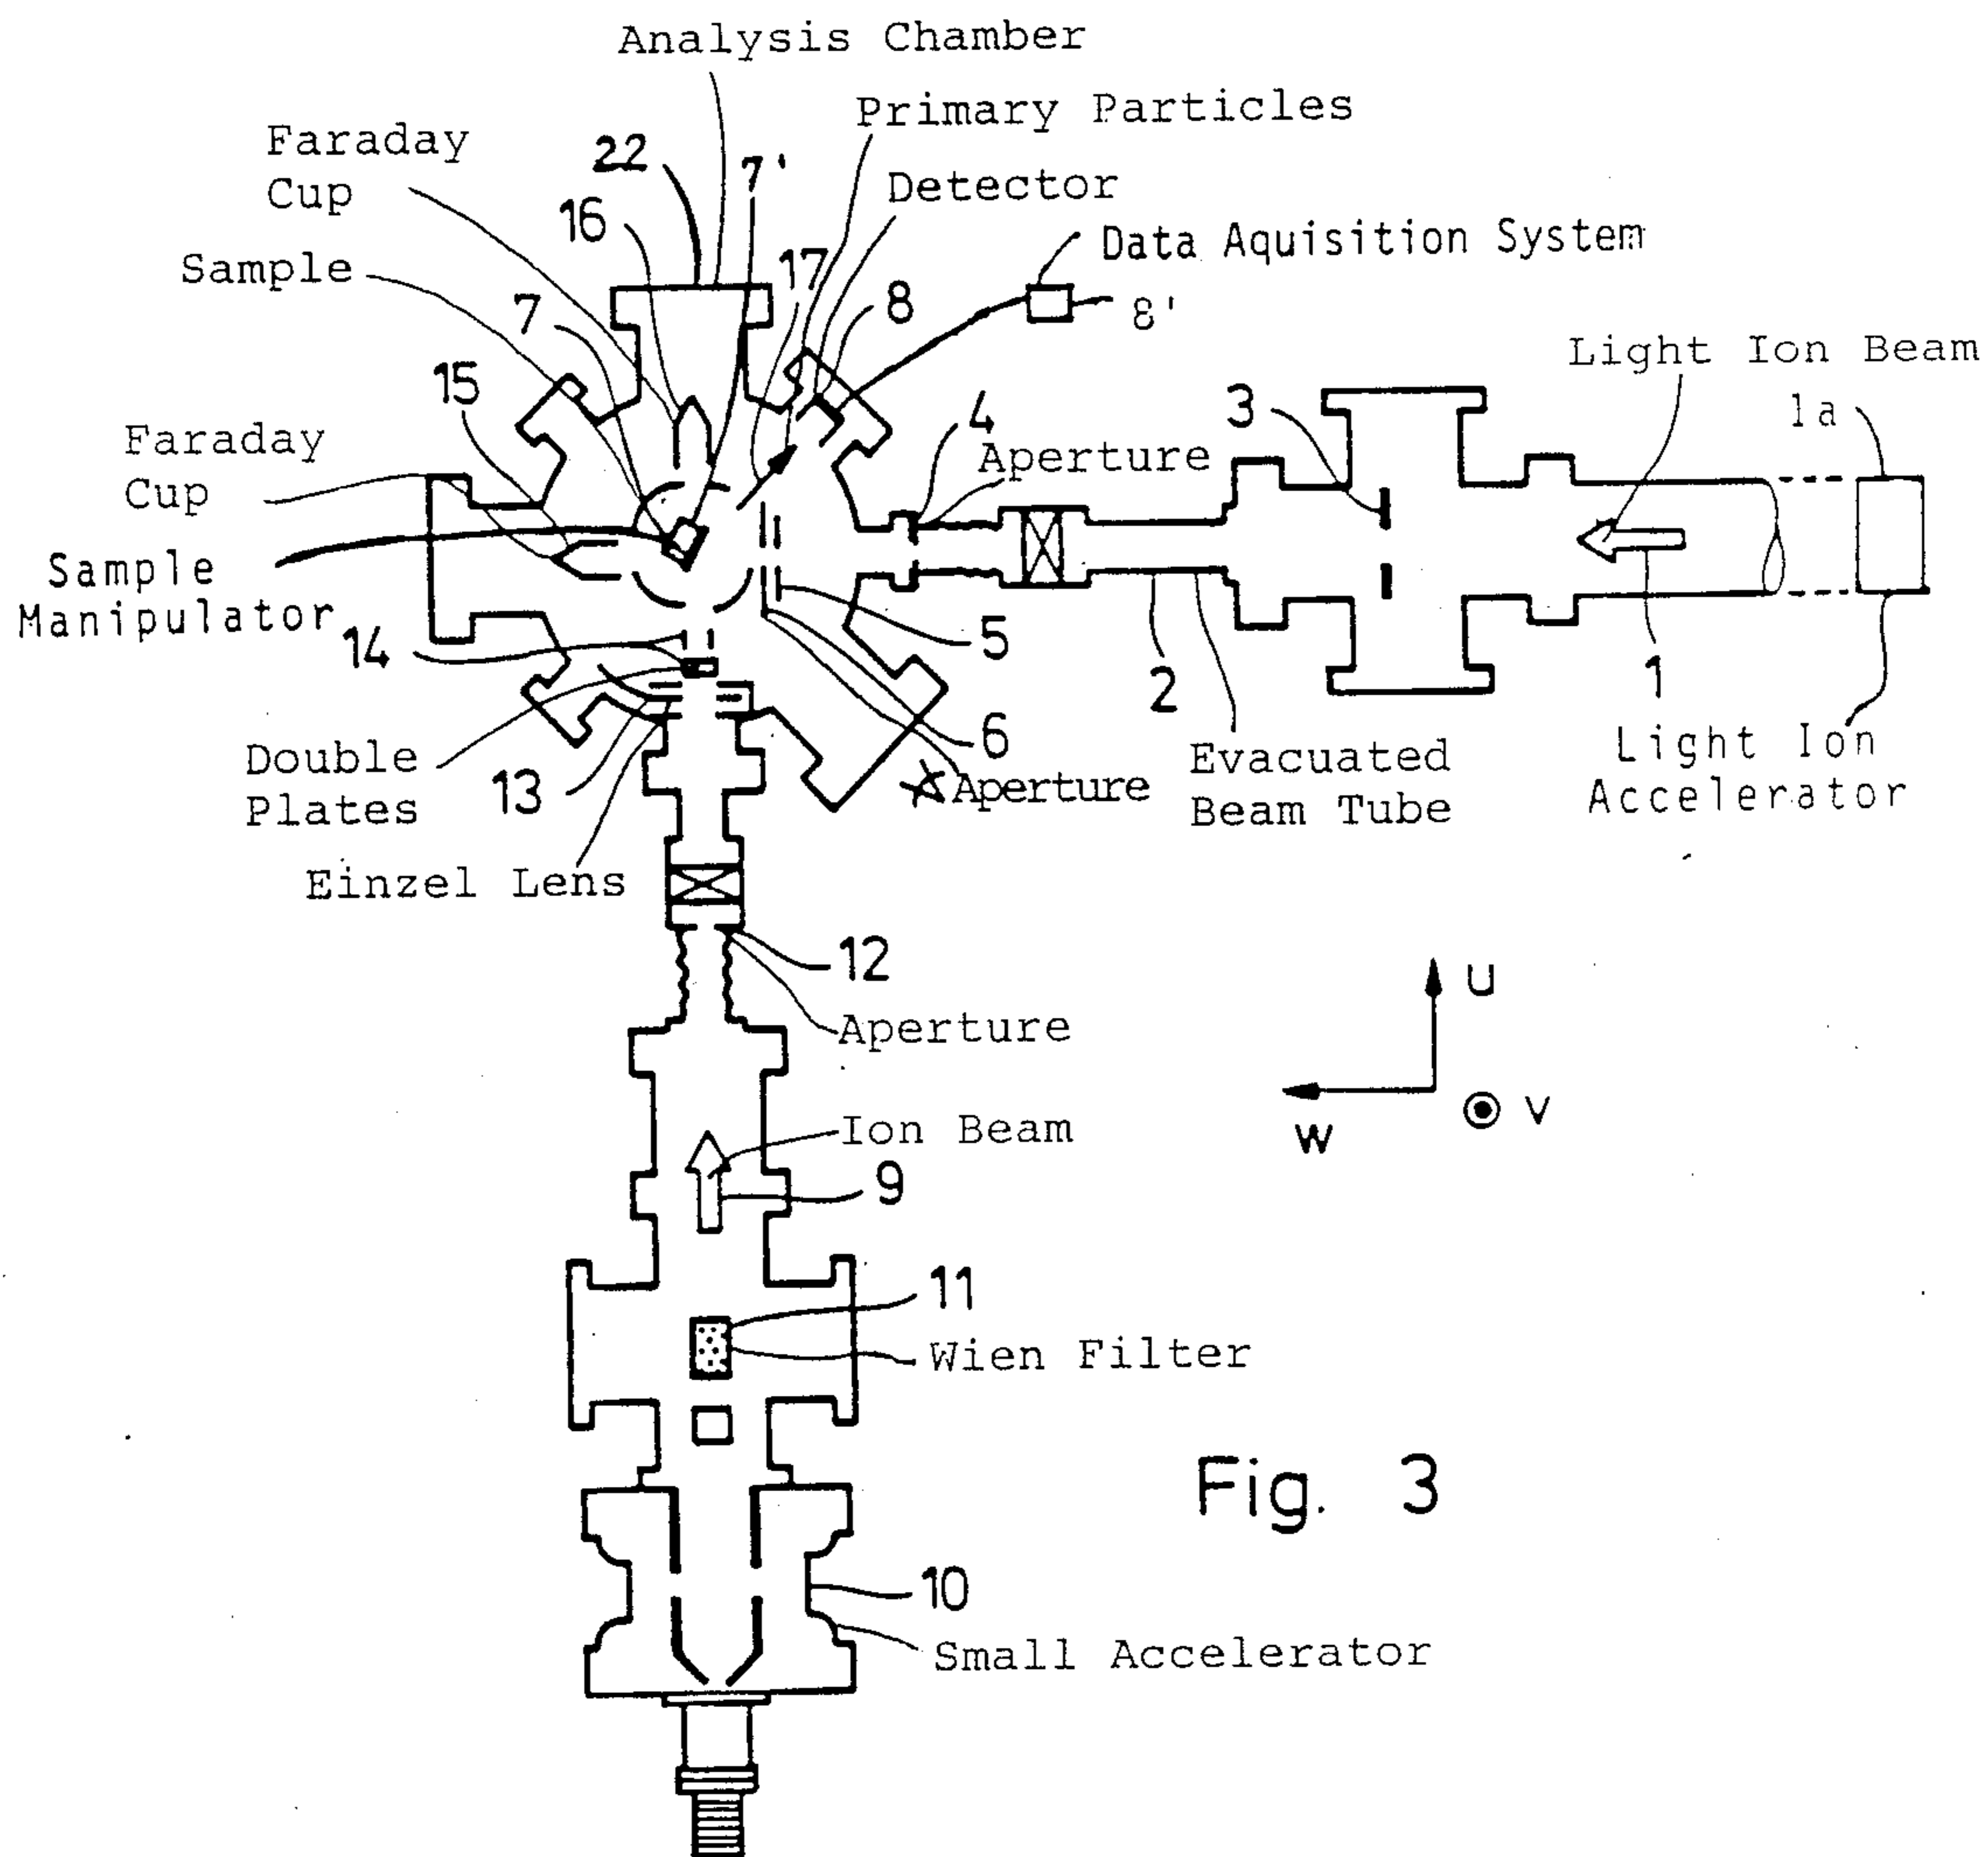 Analysis Chamber
Primary Particles
Faraday
Cup
22
7'
Detector
16
Data Aquisition System
Sample
17
8
8'
7
Light Ion Beam
15
4
3
1a
Faraday
Cup
Aperture
Sample
Manipulator
14
5
2
1
6
Double
Plates
13
Aperture
Evacuated
Beam Tube
Light Ion
Accelerator
Einzel Lens
12
U
Aperture
Ion Beam
V
W
9
11
Wien Filter
Fig. 3
10
Small Accelerator